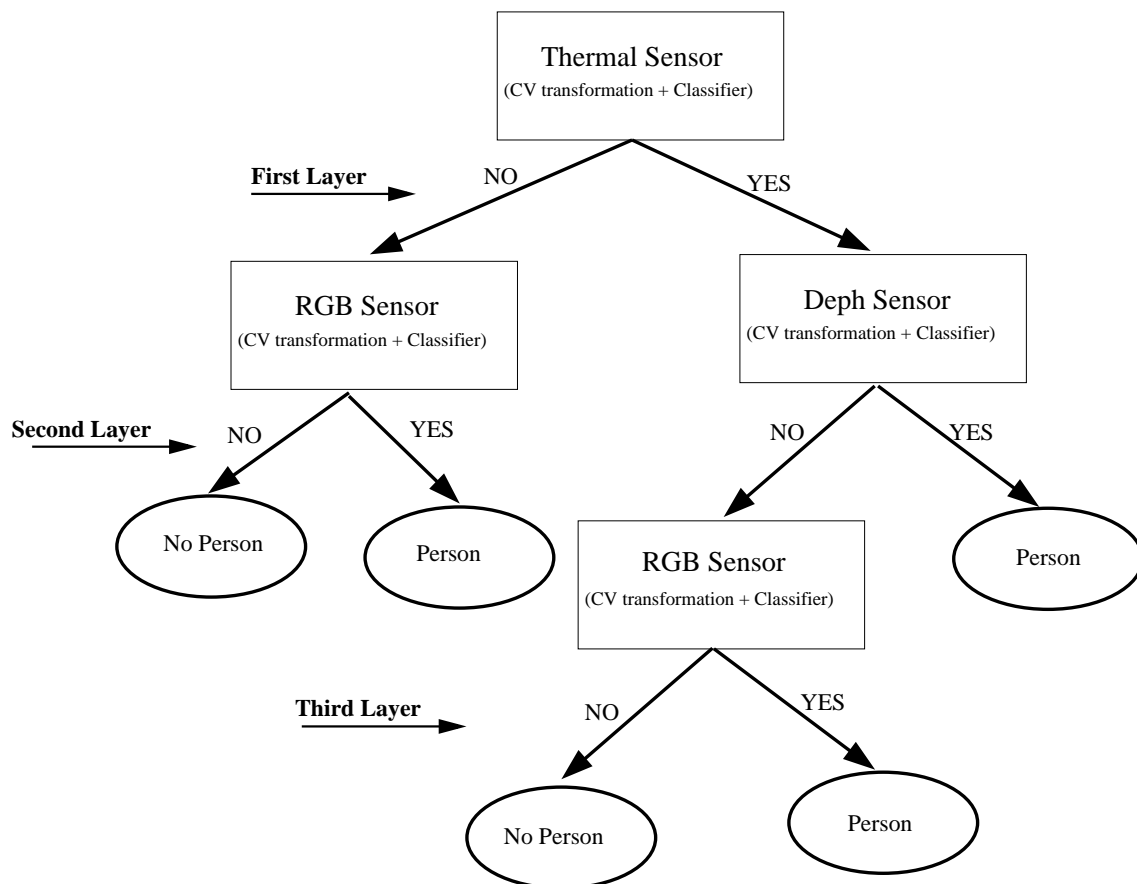 Thermal Sensor
(CV transformation + Classifier)
First Layer
NO
YES
RGB Sensor
(CV transformation + Classifier)
Deph Sensor
(CV transformation + Classifier)
Second Layer
NO
YES
NO
YES
No Person
Person
RGB Sensor
(CV transformation + Classifier)
Person
Third Layer
NO
YES
No Person
Person